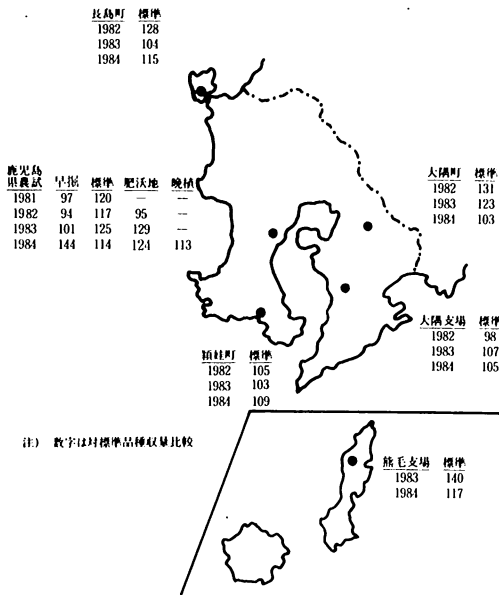 長島町 標準
1982 128
1983 104
1984 115
鹿児島県農試 早掘 標準 肥沃地 晩植
1981 97 120 — --
1982 94 117 95 --
1983 101 125 129 --
1984 144 114 124 113
大隅町 標準
1982 131
1983 123
1984 103
大隅支場 標準
1982 98
1983 107
1984 105
頴娃町 標準
1982 105
1983 103
1984 109
注) 数字は対標準品種収量比較
熊毛支場 標準
1983 140
1984 117